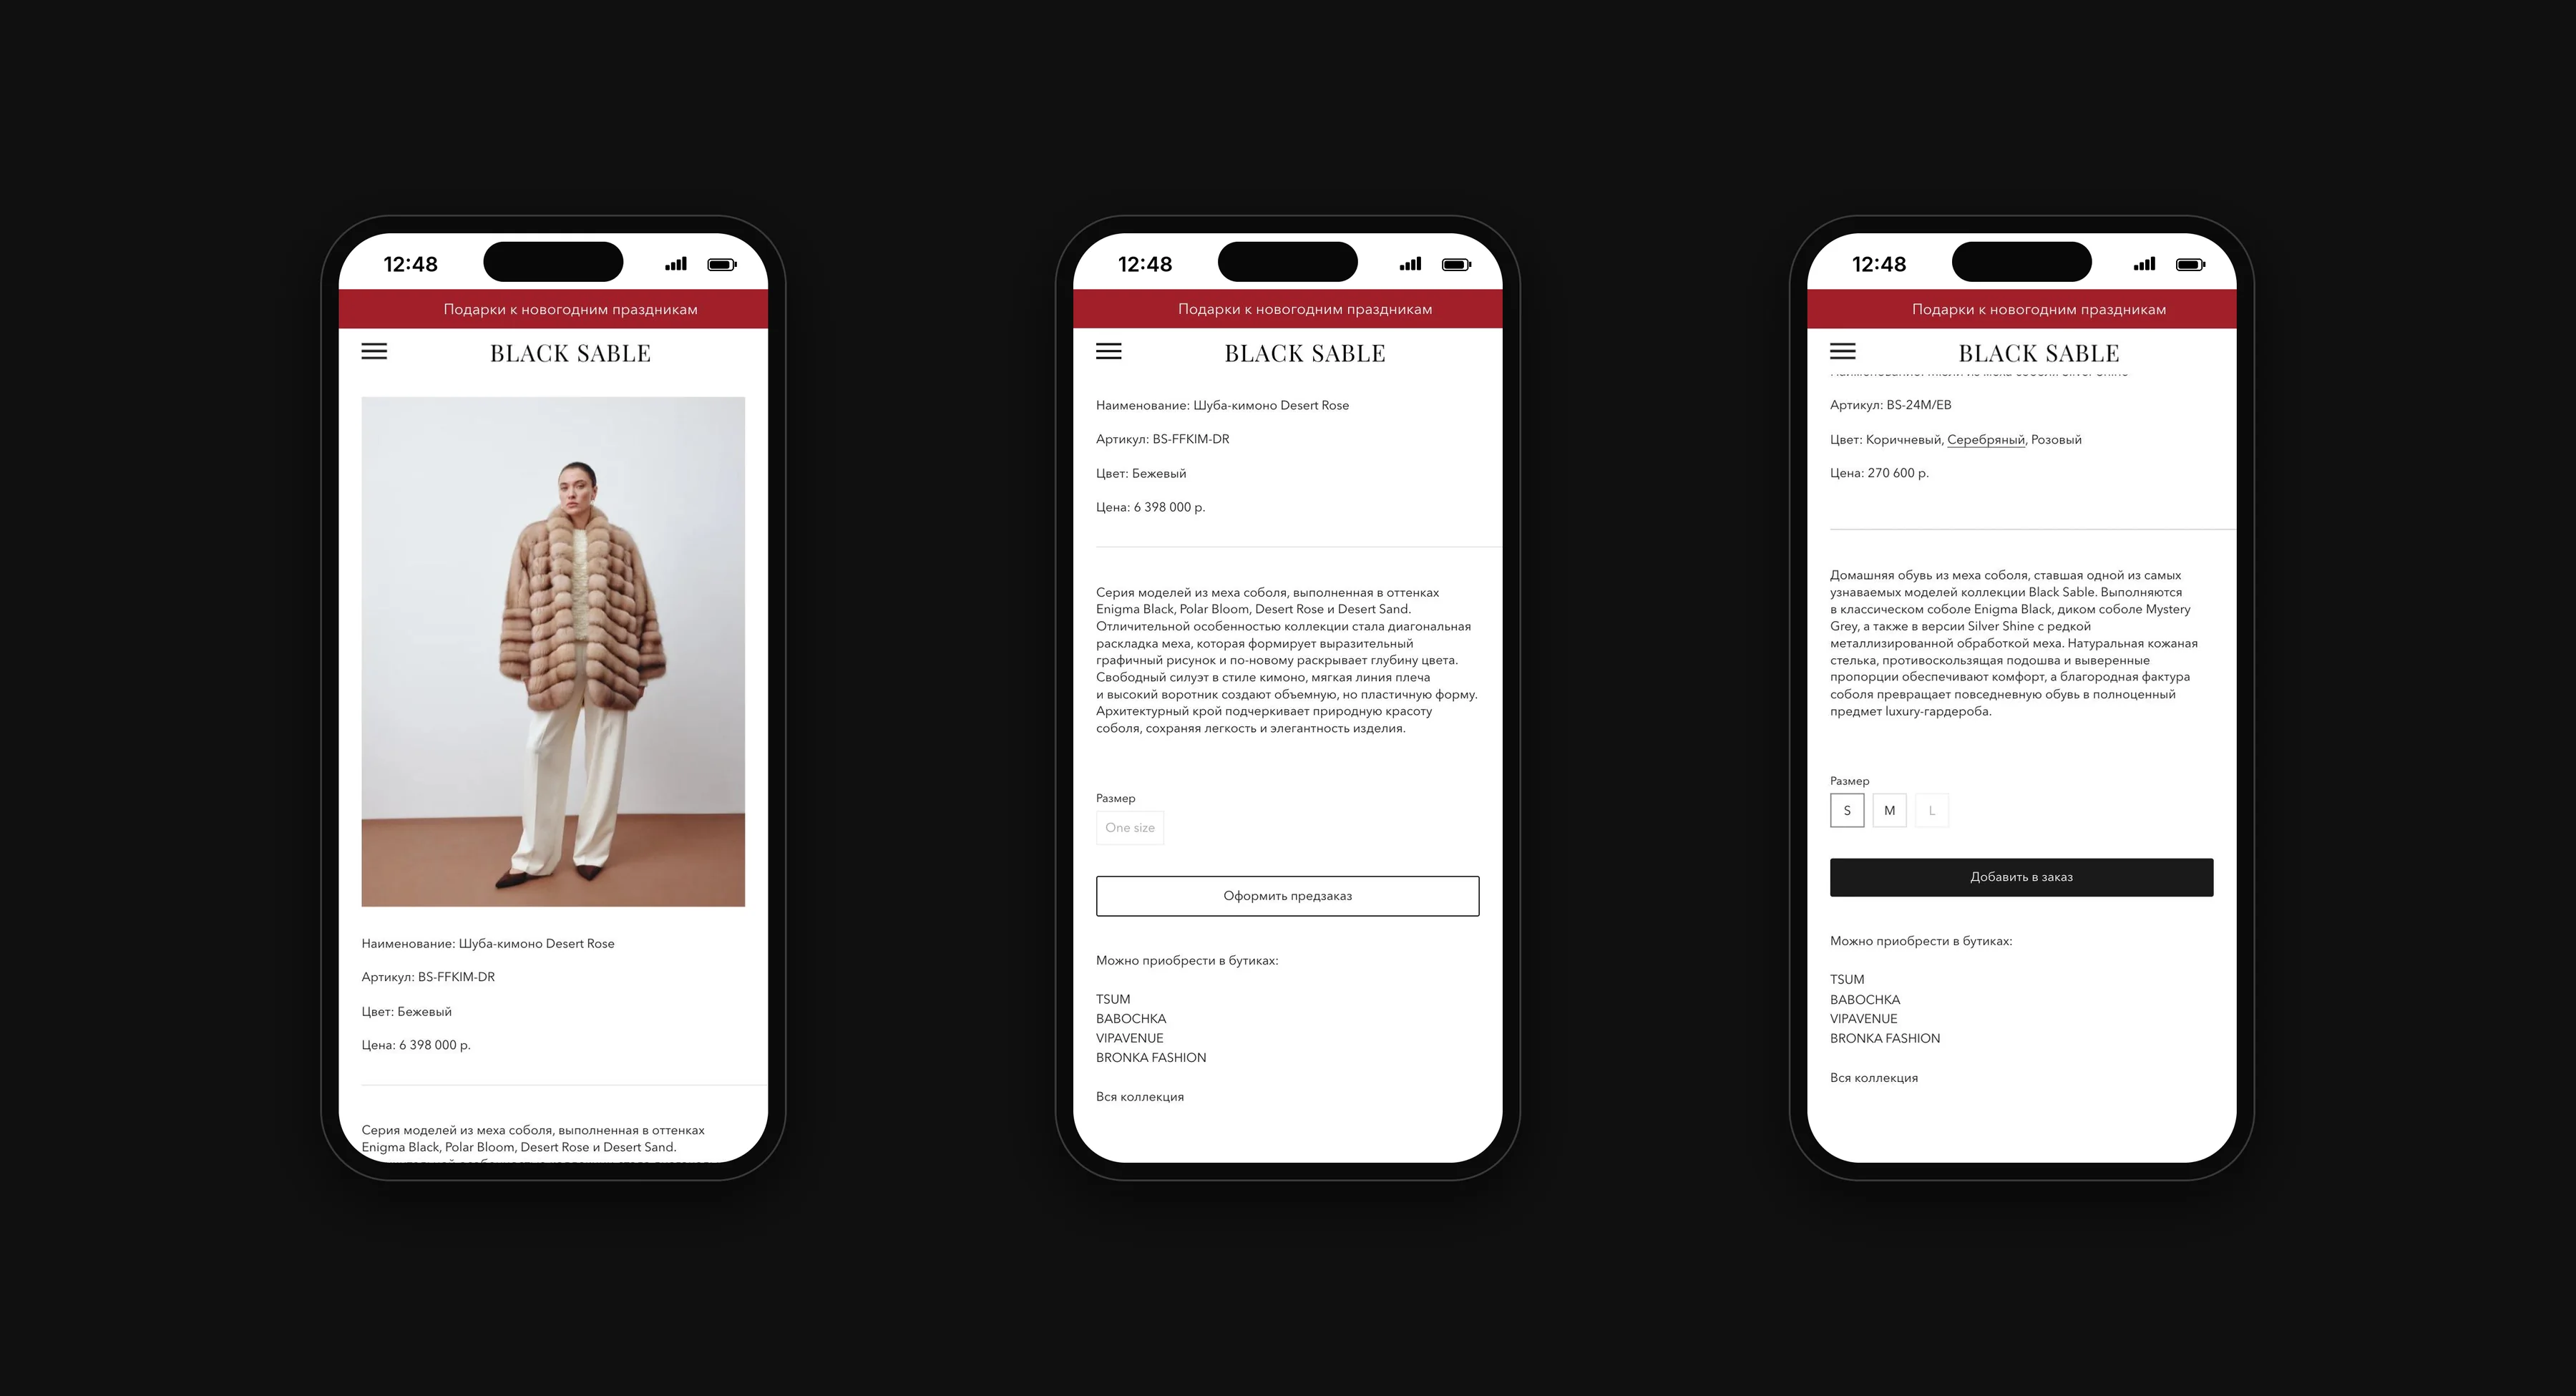 12:48
Подарки к новогодним праздникам
BLACK SABLE
Наименование: Шуба-кимоно Desert Rose
Артикул: BS-FFKIM-DR
Цвет: Бежевый
Цена: 6 398 000 р.
Серия моделей из меха соболя, выполненная в оттенках
Enigma Black, Polar Bloom, Desert Rose и Desert Sand.
12:48
Подарки к новогодним праздникам
BLACK SABLE
Наименование: Шуба-кимоно Desert Rose
Артикул: BS-FFKIM-DR
Цвет: Бежевый
Цена: 6 398 000 р.
Серия моделей из меха соболя, выполненная в оттенках
Enigma Black, Polar Bloom, Desert Rose и Desert Sand.
Отличительной особенностью коллекции стала диагональная
раскладка меха, которая формирует выразительный
графичный рисунок и по-новому раскрывает глубину цвета.
Свободный силуэт в стиле кимоно, мягкая линия плеча
и высокий воротник создают объемную, но пластичную форму.
Архитектурный крой подчеркивает природную красоту
соболя, сохраняя легкость и элегантность изделия.
Размер
One size
Оформить предзаказ
Можно приобрести в бутиках:
TSUM
BABOCHKA
VIPAVENUE
BRONKA FASHION
Вся коллекция
12:48
Подарки к новогодним праздникам
BLACK SABLE
Артикул: BS-24M/EB
Цвет: Коричневый, Серебряный, Розовый
Цена: 270 600 р.
Домашняя обувь из меха соболя, ставшая одной из самых
узнаваемых моделей коллекции Black Sable. Выполняются
в классическом соболе Enigma Black, диком соболе Mystery
Grey, а также в версии Silver Shine с редкой
металлизированной обработкой меха. Натуральная кожаная
стелька, противоскользящая подошва и выверенные
пропорции обеспечивают комфорт, а благородная фактура
соболя превращает повседневную обувь в полноценный
предмет luxury-гардероба.
Размер
S M L
Добавить в заказ
Можно приобрести в бутиках:
TSUM
BABOCHKA
VIPAVENUE
BRONKA FASHION
Вся коллекция